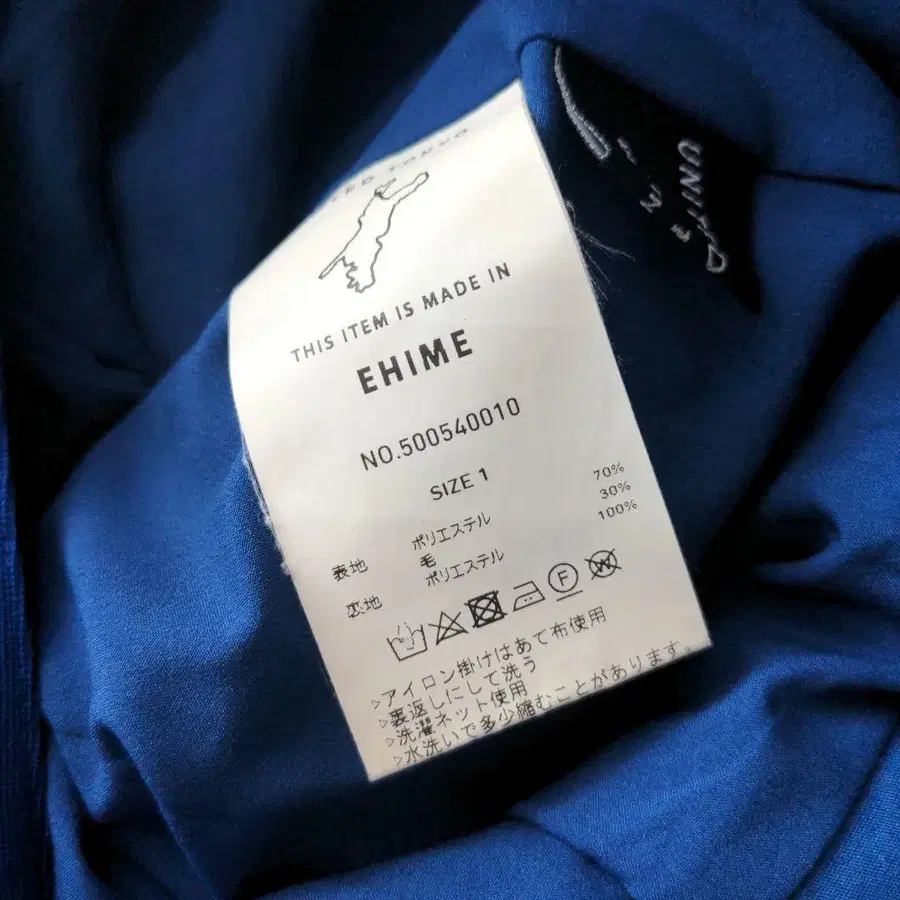 TOKYO
THIS ITEM IS MADE IN
EHIME
NO.500540010
SIZE 1
表地 ポリエステル 70%
毛 30%
裏地 ポリエステル 100%
F
W
▷アイロン掛けはあて布使用
▷裏返しにして洗う
▷洗濯ネット使用
▷水洗いで多少縮むことがあります。